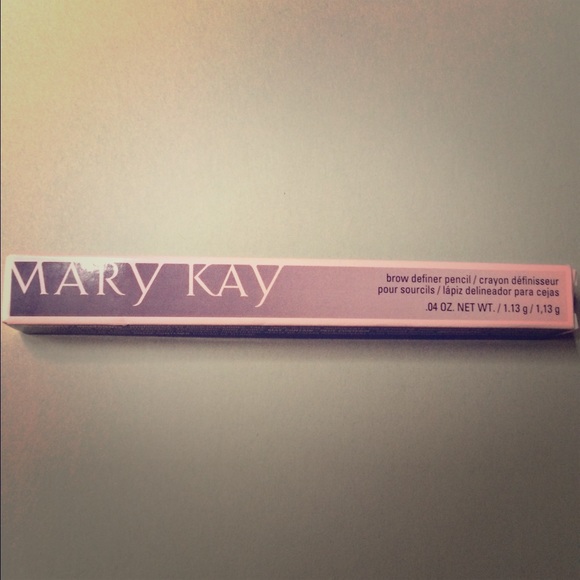 MARY KAY
brow definer pencil / crayon définisseur
pour sourcils / lápiz delineador para cejas
.04 OZ. NET WT. / 1.13 g / 1,13 g